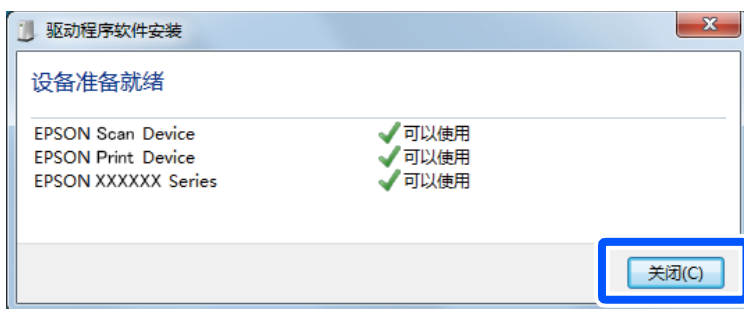 驱动程序软件安装
设备准备就绪
EPSON Scan Device 可以使用
EPSON Print Device 可以使用
EPSON XXXXXX Series 可以使用
关闭(C)